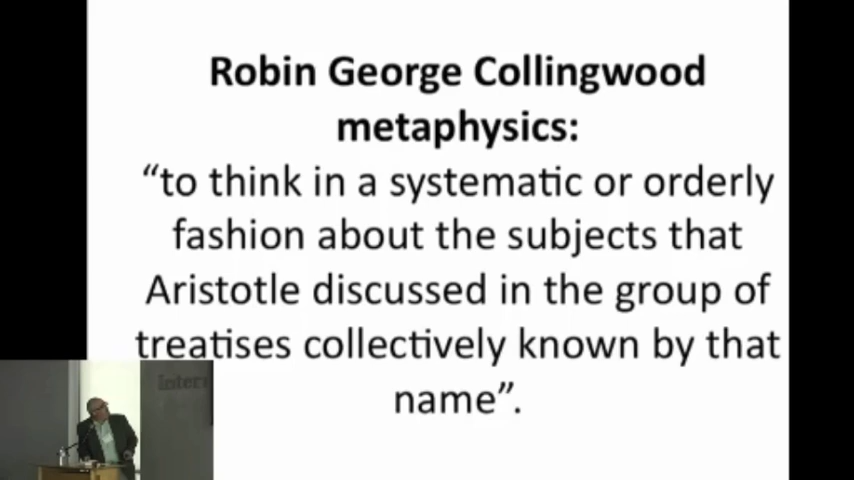 Robin George Collingwood
metaphysics:
“to think in a systematic or orderly
fashion about the subjects that
Aristotle discussed in the group of
treatises collectively known by that
name”.